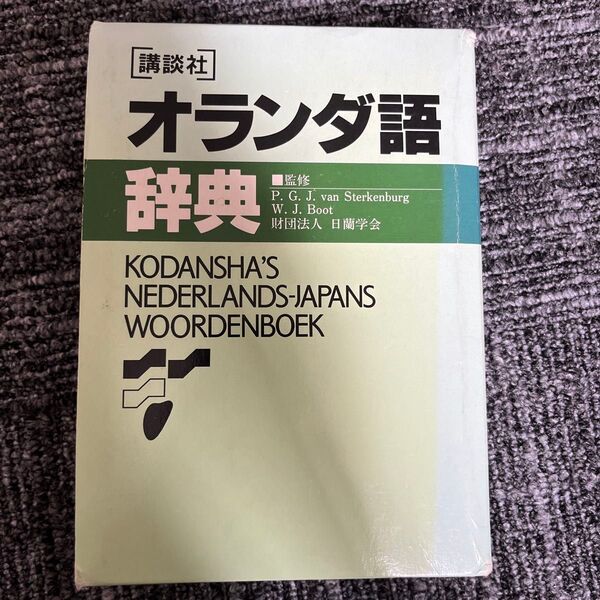 [講談社]
オランダ語
辞典
■監修
P. G. J. van Sterkenburg
W. J. Boot
財団法人 日蘭学会
KODANSHA'S
NEDERLANDS-JAPANS
WOORDENBOEK